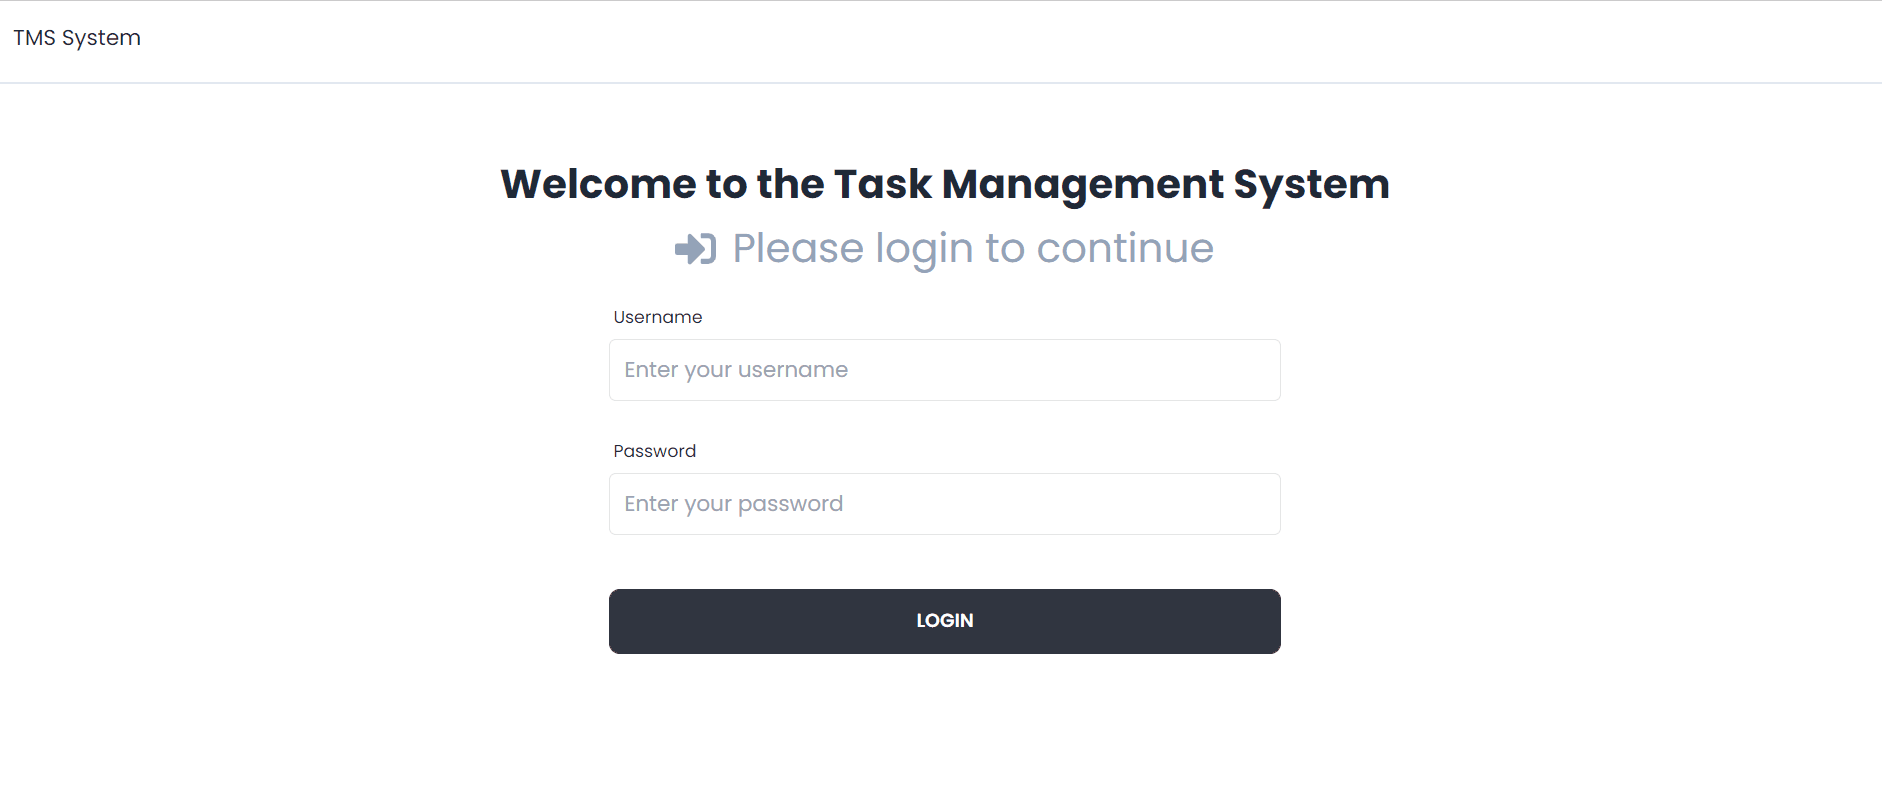 TMS System
Welcome to the Task Management System
Please login to continue
Username
Enter your username
Password
Enter your password
LOGIN